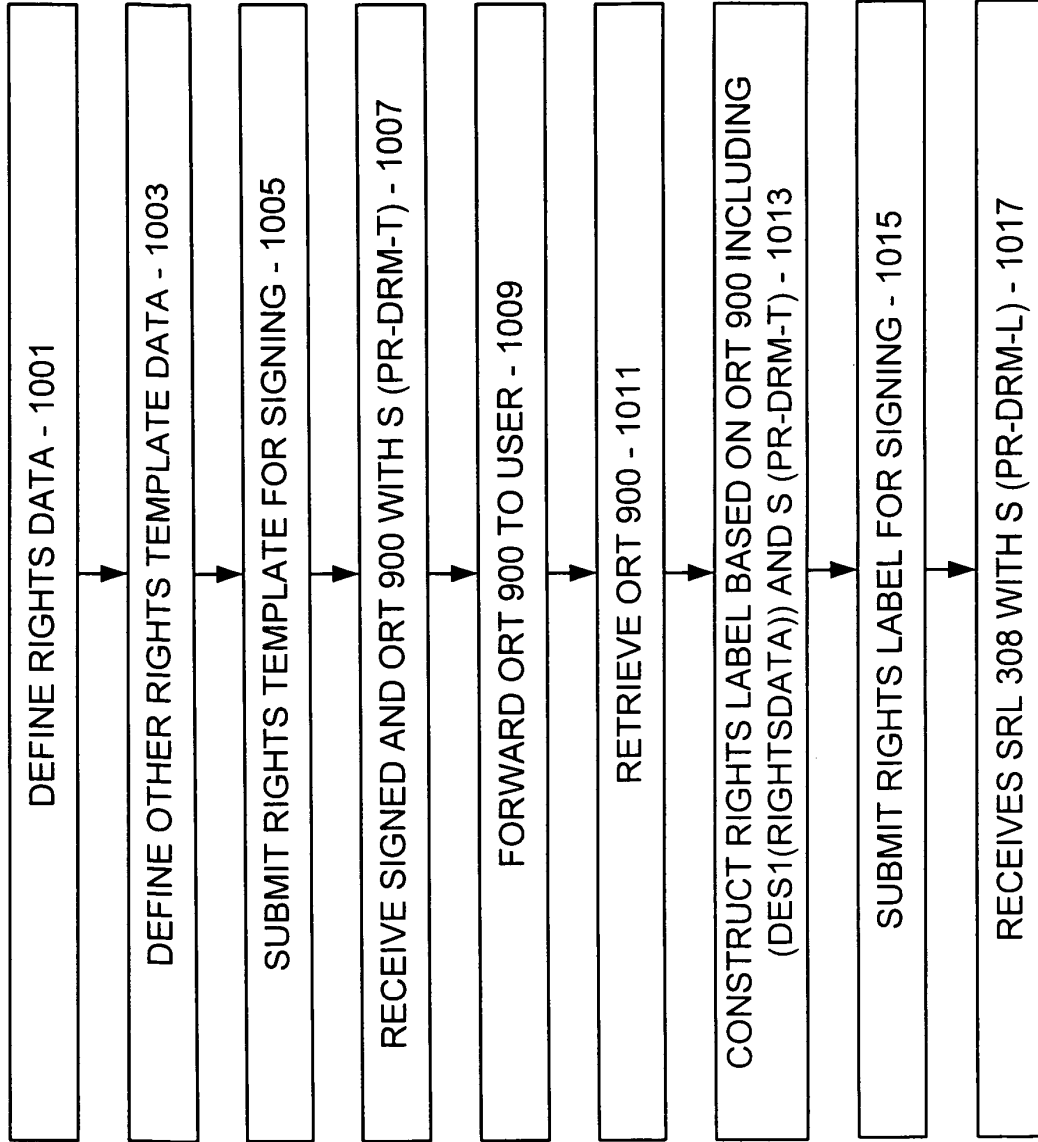 DEFINE RIGHTS DATA - 1001
DEFINE OTHER RIGHTS TEMPLATE DATA - 1003
SUBMIT RIGHTS TEMPLATE FOR SIGNING - 1005
RECEIVE SIGNED AND ORT 900 WITH S (PR-DRM-T) - 1007
FORWARD ORT 900 TO USER - 1009
RETRIEVE ORT 900 - 1011
CONSTRUCT RIGHTS LABEL BASED ON ORT 900 INCLUDING
(DES1(RIGHTSDATA)) AND S (PR-DRM-T) - 1013
SUBMIT RIGHTS LABEL FOR SIGNING - 1015
RECEIVES SRL 308 WITH S (PR-DRM-L) - 1017